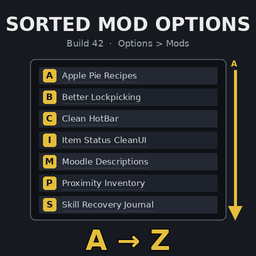 SORTED MOD OPTIONS
Build 42 · Options > Mods
A
A Apple Pie Recipes
B Better Lockpicking
C Clean HotBar
I Item Status CleanUI
M Moodle Descriptions
P Proximity Inventory
S Skill Recovery Journal
A → Z